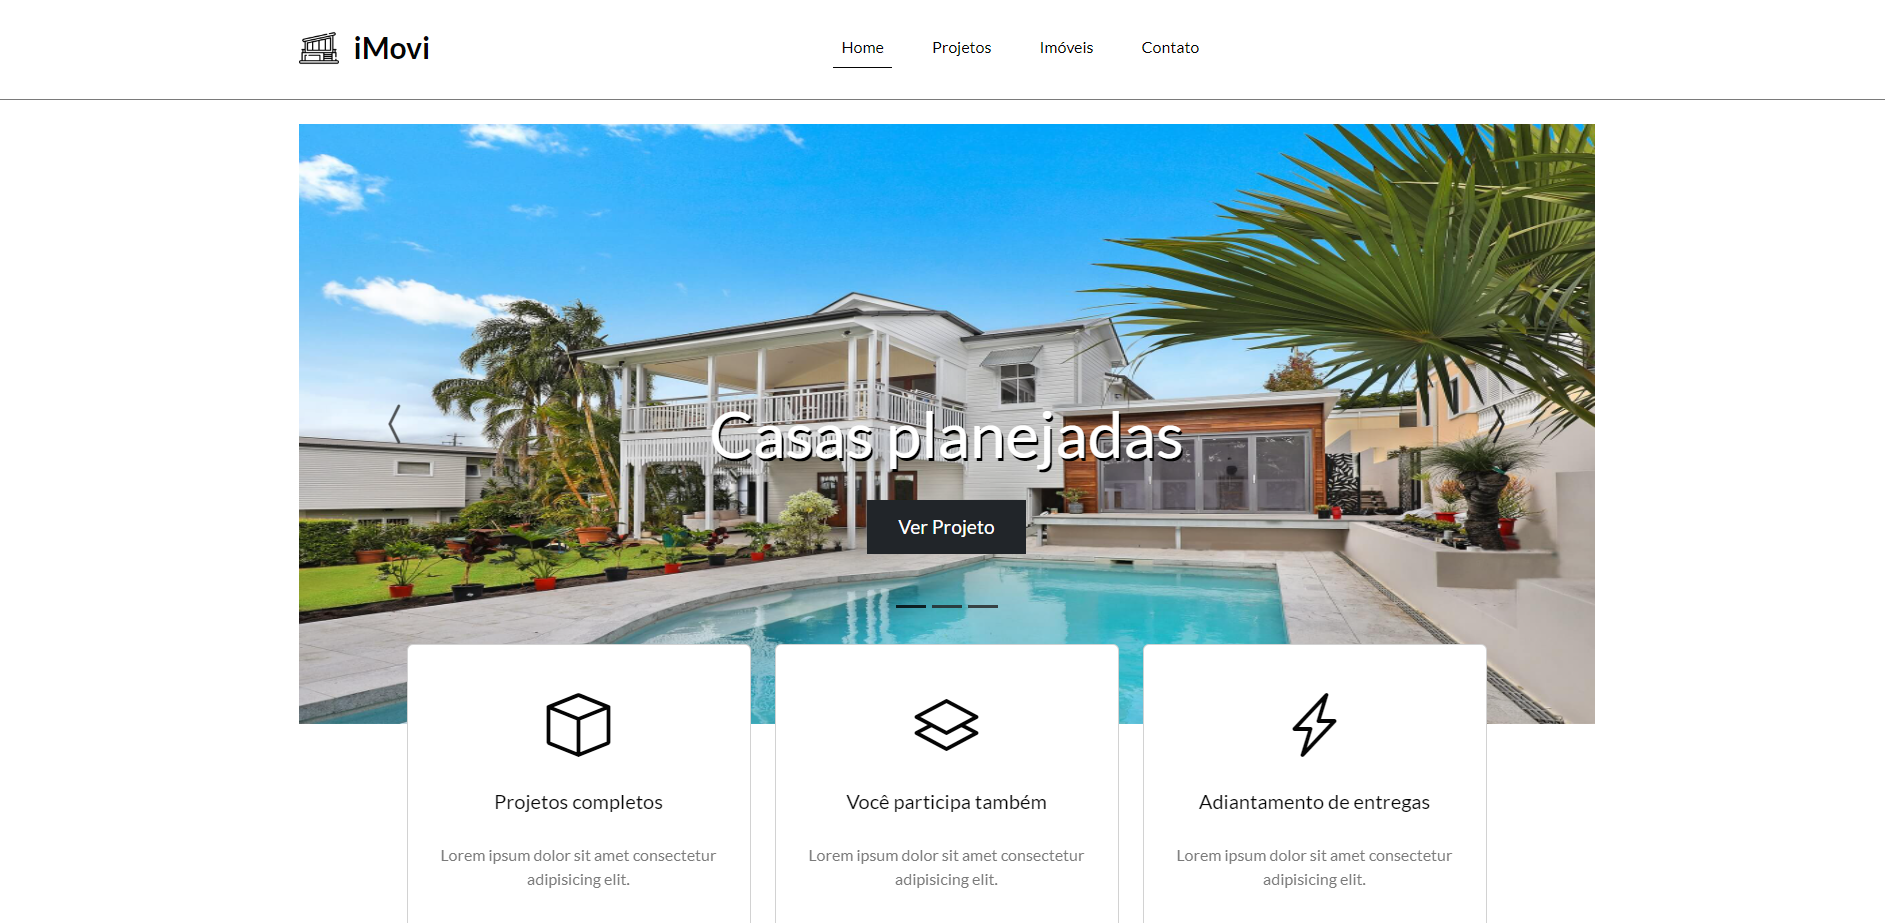 iMovi
Home Projetos Imóveis Contato
Casas planejadas
Ver Projeto
Projetos completos
Lorem ipsum dolor sit amet consectetur
adipisicing elit.
Você participa também
Lorem ipsum dolor sit amet consectetur
adipisicing elit.
Adiantamento de entregas
Lorem ipsum dolor sit amet consectetur
adipisicing elit.